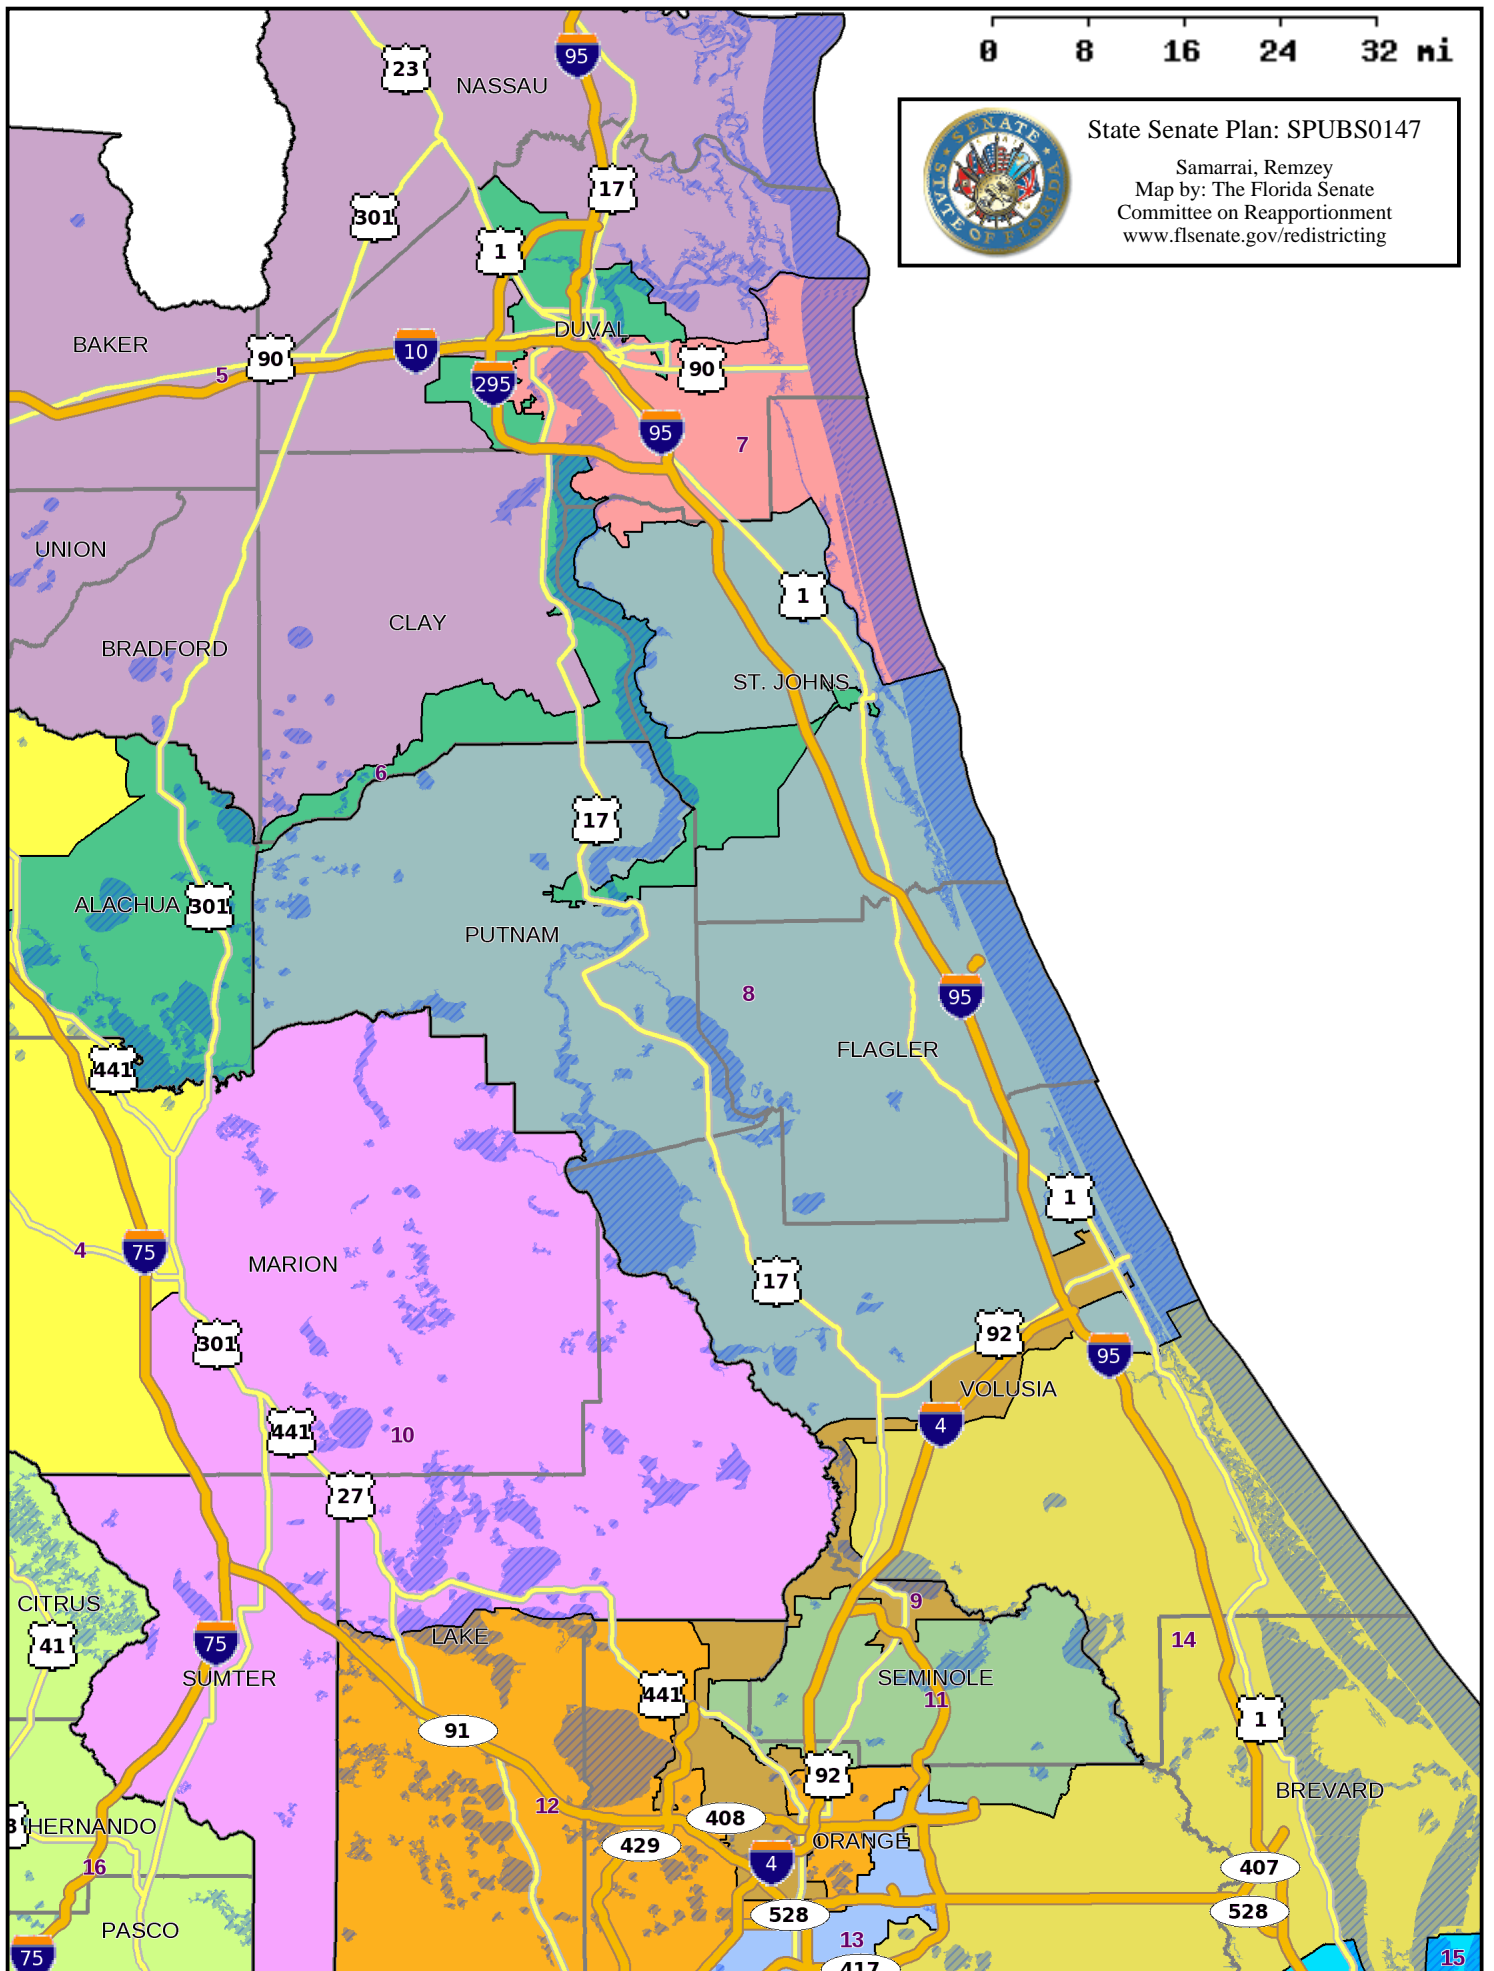 0 8 16 24 32 mi
State Senate Plan: SPUBS0147
Samarrai, Remzey
Map by: The Florida Senate
Committee on Reapportionment
www.flsenate.gov/redistricting
SENATE
STATE OF FLORIDA
23
95
NASSAU
17
301
1
DUVAL
BAKER
90
10
5
295
90
95
7
UNION
1
CLAY
BRADFORD
ST. JOHNS
6
17
ALACHUA
301
PUTNAM
8
95
FLAGLER
441
1
4
75
MARION
17
301
92
95
VOLUSIA
441
10
4
27
CITRUS
9
41
75
LAKE
14
SUMTER
SEMINOLE
441
11
91
1
92
BREVARD
12
408
HERNANDO
429
ORANGE
4
16
407
528
528
PASCO
13
75
417
15